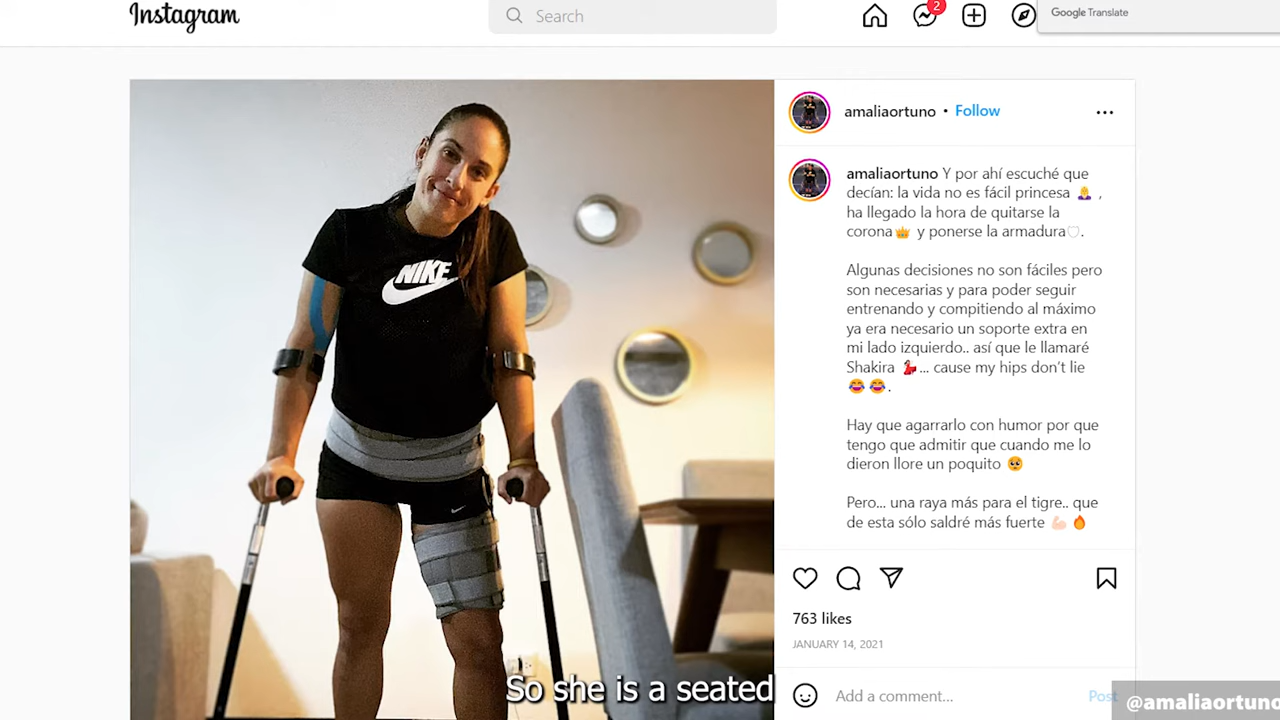 Instagram
Search
2
Google Translate
NIKE
amaliaortuno • Follow
amaliaortuno Y por ahí escuché que
decían: la vida no es fácil princesa 👸 ,
ha llegado la hora de quitarse la
corona👑 y ponerse la armadura🛡.
Algunas decisiones no son fáciles pero
son necesarias y para poder seguir
entrenando y compitiendo al máximo
ya era necesario un soporte extra en
mi lado izquierdo.. así que le llamaré
Shakira 💃... cause my hips don't lie
😂😂.
Hay que agarrarlo con humor por que
tengo que admitir que cuando me lo
dieron llore un poquito 🥺
Pero... una raya más para el tigre.. que
de esta sólo saldré más fuerte 💪🏻🔥
763 likes
JANUARY 14, 2021
Add a comment...
Post
So she is a seated
@amaliaortuno